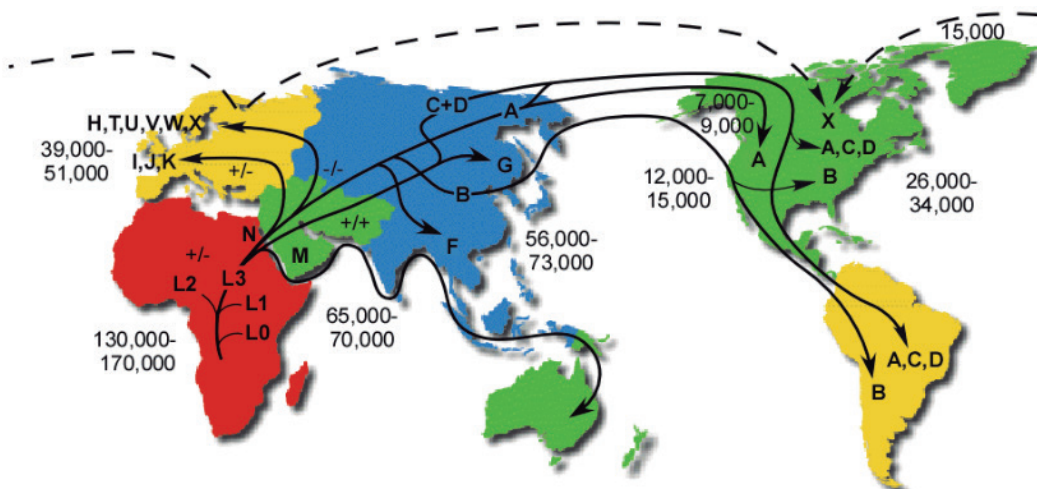 15,000
C+D
A
7,000-
9,000
H,T,U,V,W,X
X
39,000-
51,000
I,J,K
+/-
-/-
G
A
A,C,D
B
B
12,000-
15,000
26,000-
34,000
N
+/+
M
F
56,000-
73,000
+/-
L2
L3
L1
L0
65,000-
70,000
130,000-
170,000
A,C,D
B